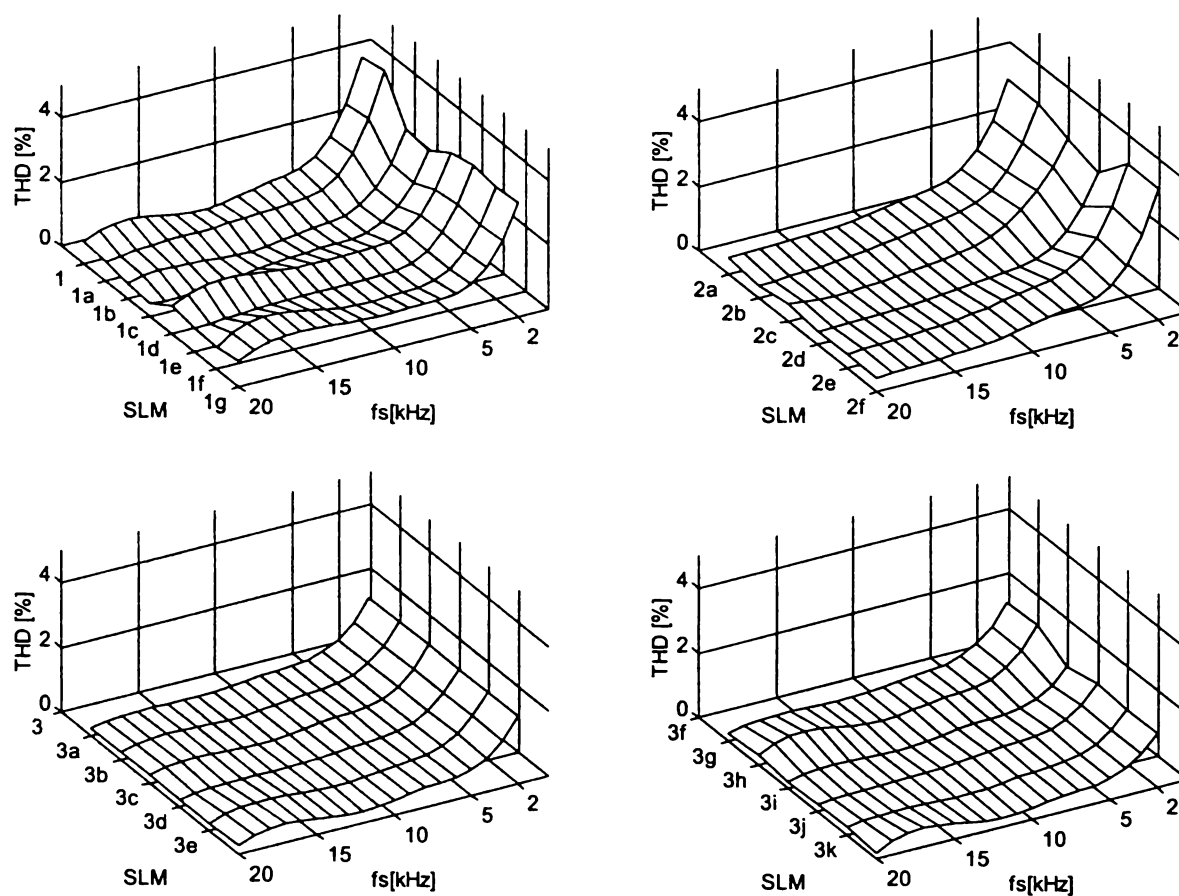 THD [%]
4
2
0
1
1a
1b
1c
1d
1e
1f
1g
SLM
20
15
10
5
2
fs[kHz]
THD [%]
4
2
0
2a
2b
2c
2d
2e
2f
SLM
20
15
10
5
2
fs[kHz]
THD [%]
4
2
0
3
3a
3b
3c
3d
3e
SLM
20
15
10
5
2
fs[kHz]
THD [%]
4
2
0
3f
3g
3h
3i
3j
3k
SLM
20
15
10
5
2
fs[kHz]